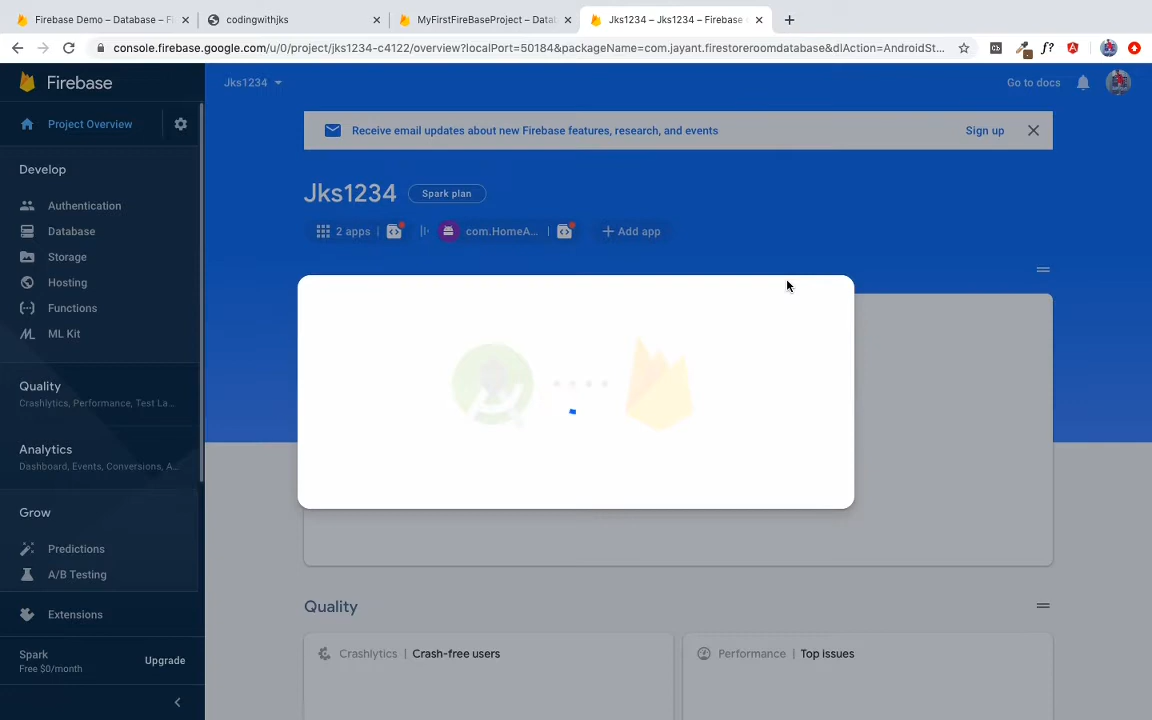 Firebase Demo – Database – Fi
codingwithjks
MyFirstFireBaseProject – Datab
Jks1234 – Jks1234 – Firebase
console.firebase.google.com/u/0/project/jks1234-c4122/overview?localPort=50184&packageName=com.jayant.firestoreroomdatabase&dlAction=AndroidSt...
Cb
f?
Firebase
Jks1234
Go to docs
Project Overview
Receive email updates about new Firebase features, research, and events
Sign up
Develop
Jks1234
Spark plan
Authentication
Database
2 apps
com.HomeA...
Add app
Storage
Hosting
Functions
ML Kit
Quality
Crashlytics, Performance, Test La...
Analytics
Dashboard, Events, Conversions, A...
Grow
Predictions
A/B Testing
Extensions
Spark
Free $0/month
Upgrade
Quality
Crashlytics | Crash-free users
Performance | Top issues